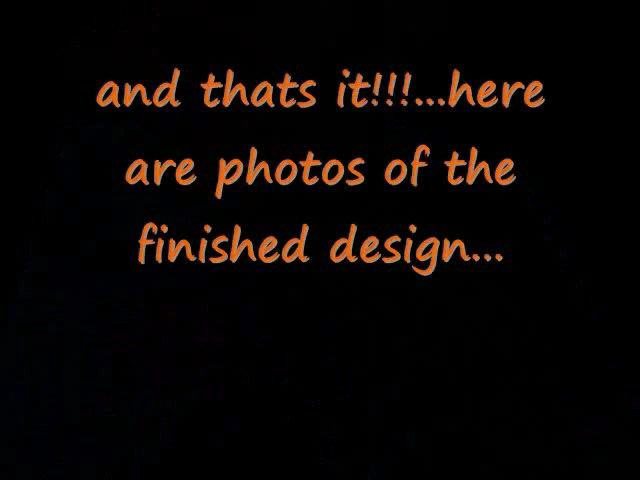 and thats it!!!...here
are photos of the
finished design...